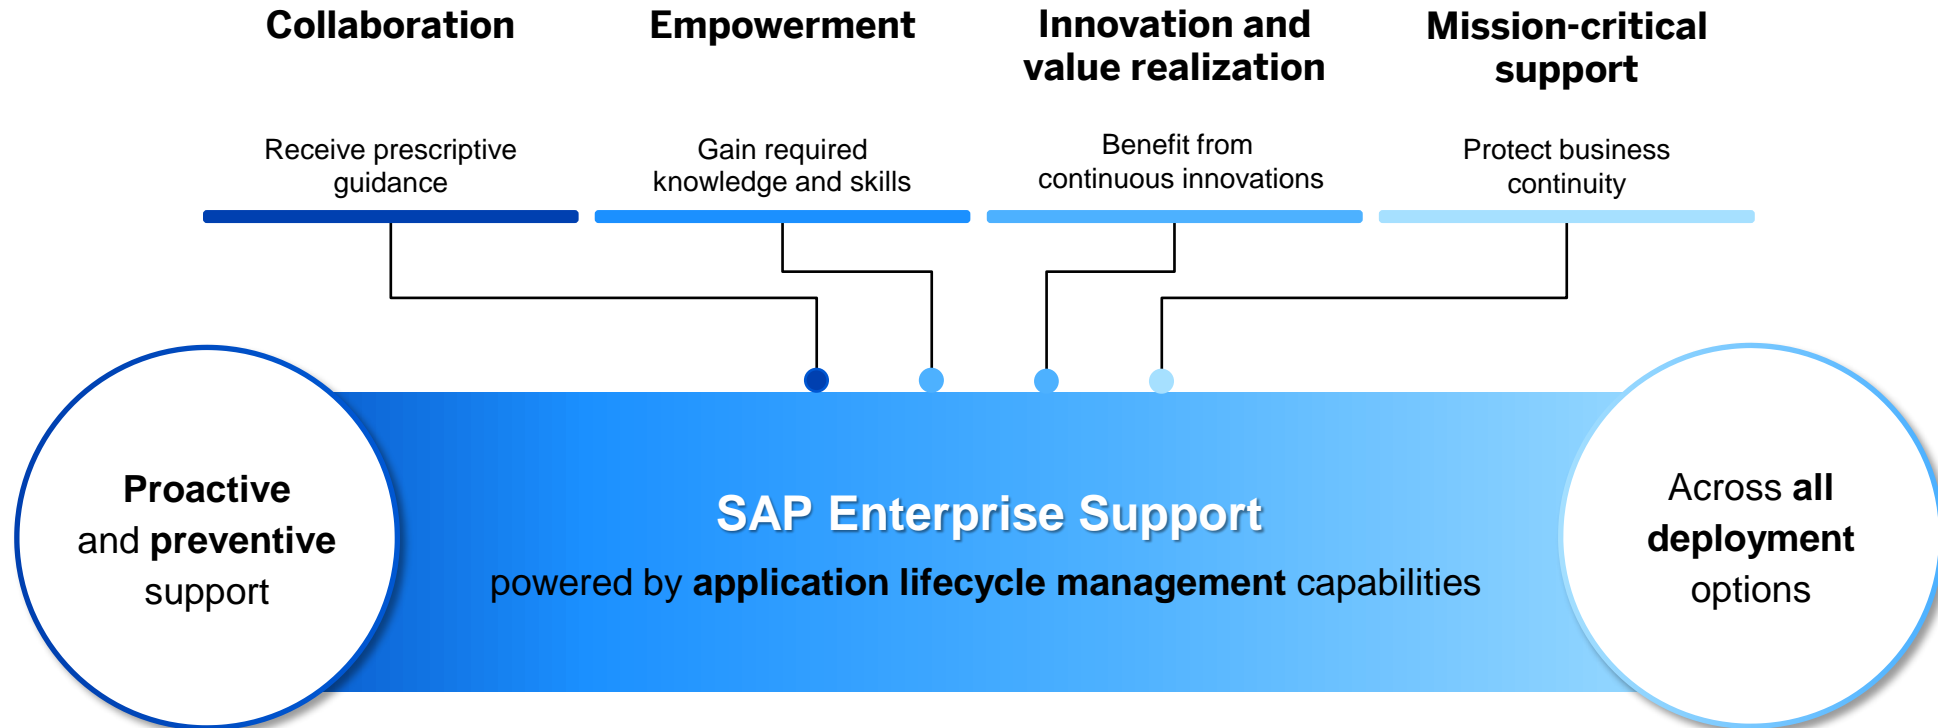 Collaboration
Receive prescriptive
guidance
Empowerment
Gain required
knowledge and skills
Innovation and
value realization
Benefit from
continuous innovations
Mission-critical
support
Protect business
continuity
Proactive
and preventive
support
SAP Enterprise Support
powered by application lifecycle management capabilities
Across all
deployment
options